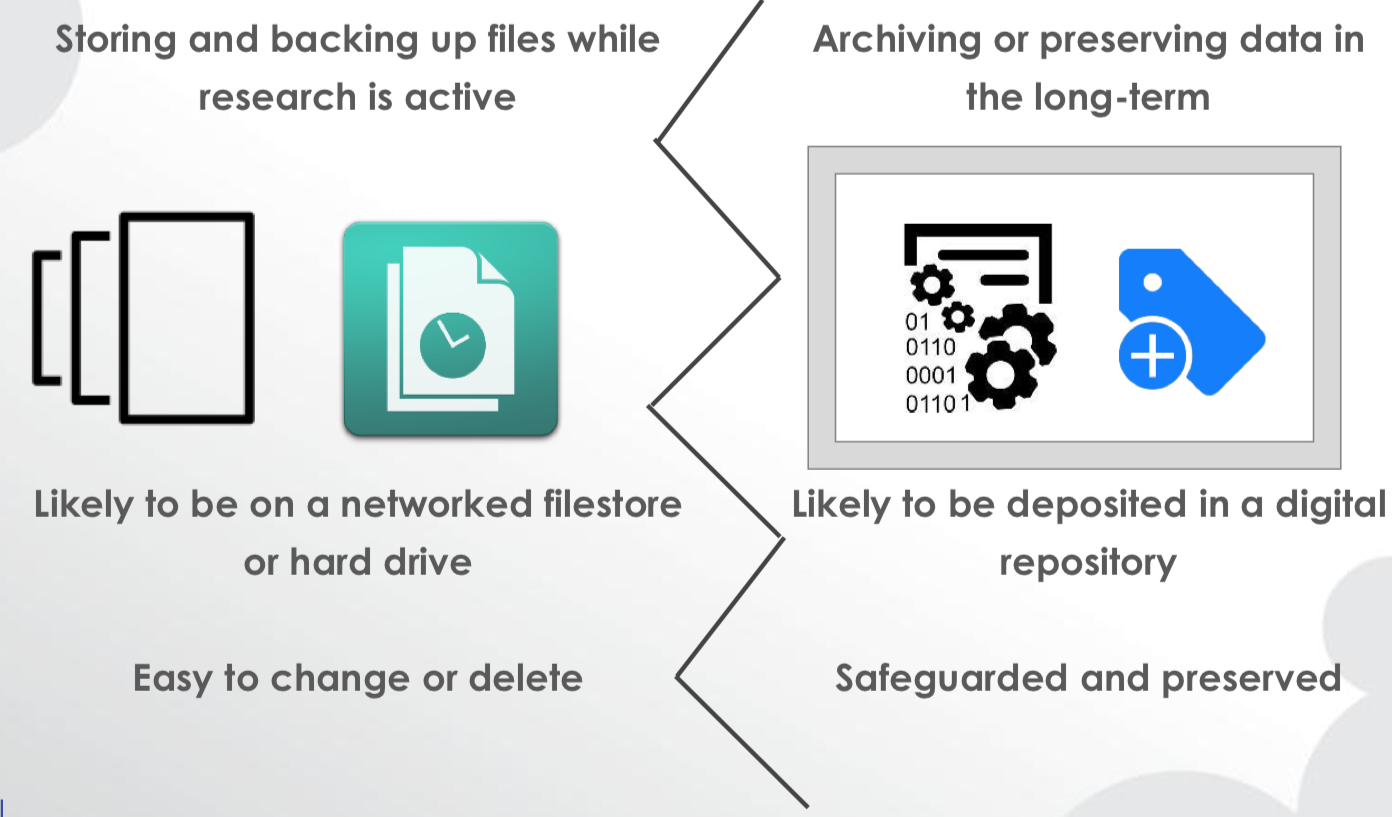 Storing and backing up files while
research is active
Likely to be on a networked filestore
or hard drive
Easy to change or delete
Archiving or preserving data in
the long-term
01
0110
0001
01101
Likely to be deposited in a digital
repository
Safeguarded and preserved